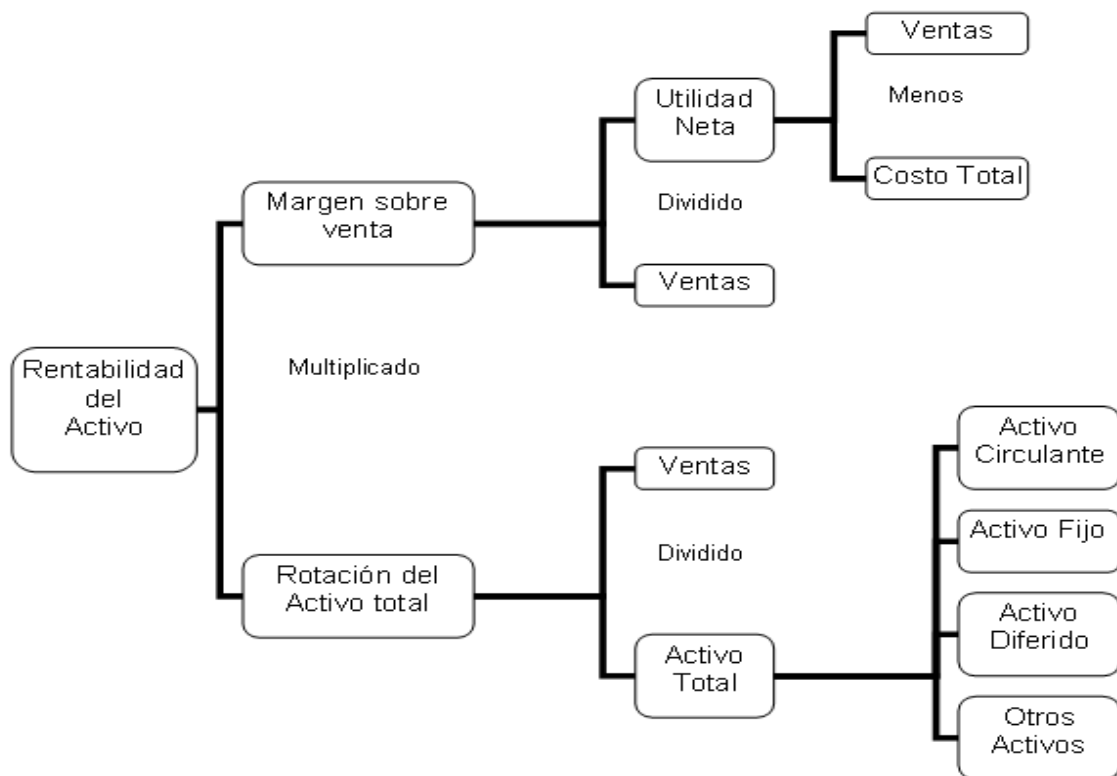 Ventas
Menos
Costo Total
Utilidad
Neta
Dividido
Ventas
Margen sobre
venta
Multiplicado
Rentabilidad
del
Activo
Ventas
Dividido
Activo
Total
Rotación del
Activo total
Activo
Circulante
Activo Fijo
Activo
Diferido
Otros
Activos